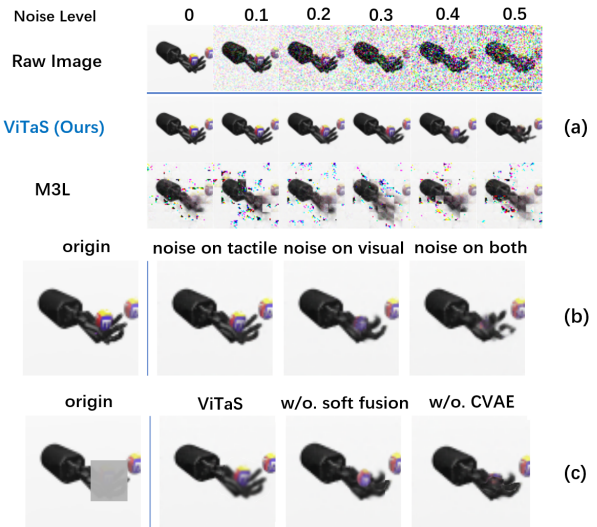 Noise Level 0 0.1 0.2 0.3 0.4 0.5
Raw Image
ViTaS (Ours)
(a)
M3L
origin noise on tactile noise on visual noise on both
(b)
origin ViTaS w/o. soft fusion w/o. CVAE
(c)